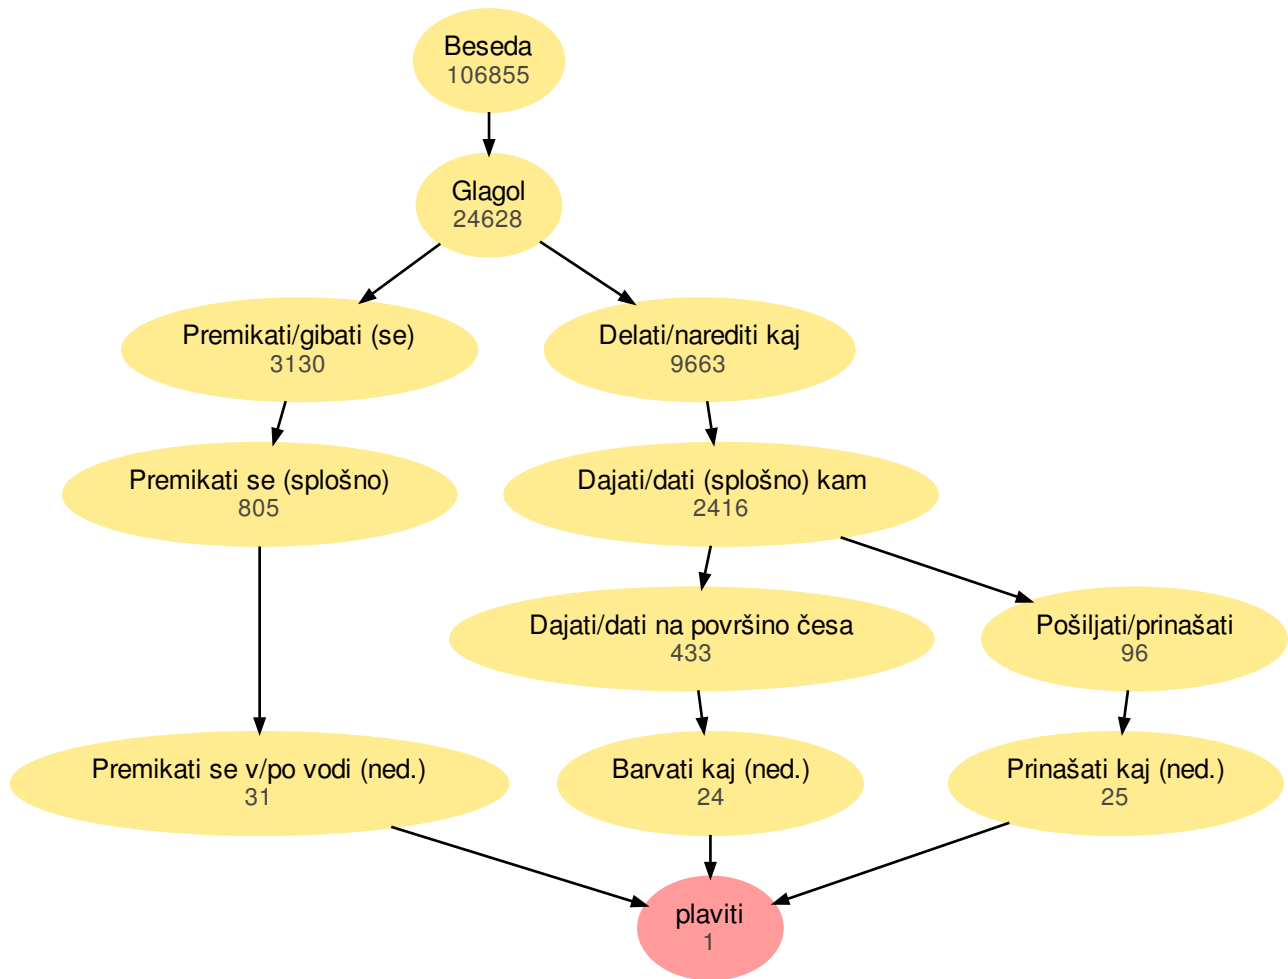 Beseda
106855
Glagol
24628
Premikati/gibati (se)
3130
Delati/narediti kaj
9663
Premikati se (splošno)
805
Dajati/dati (splošno) kam
2416
Dajati/dati na površino česa
433
Pošiljati/prinašati
96
Premikati se v/po vodi (ned.)
31
Barvati kaj (ned.)
24
Prinašati kaj (ned.)
25
plaviti
1